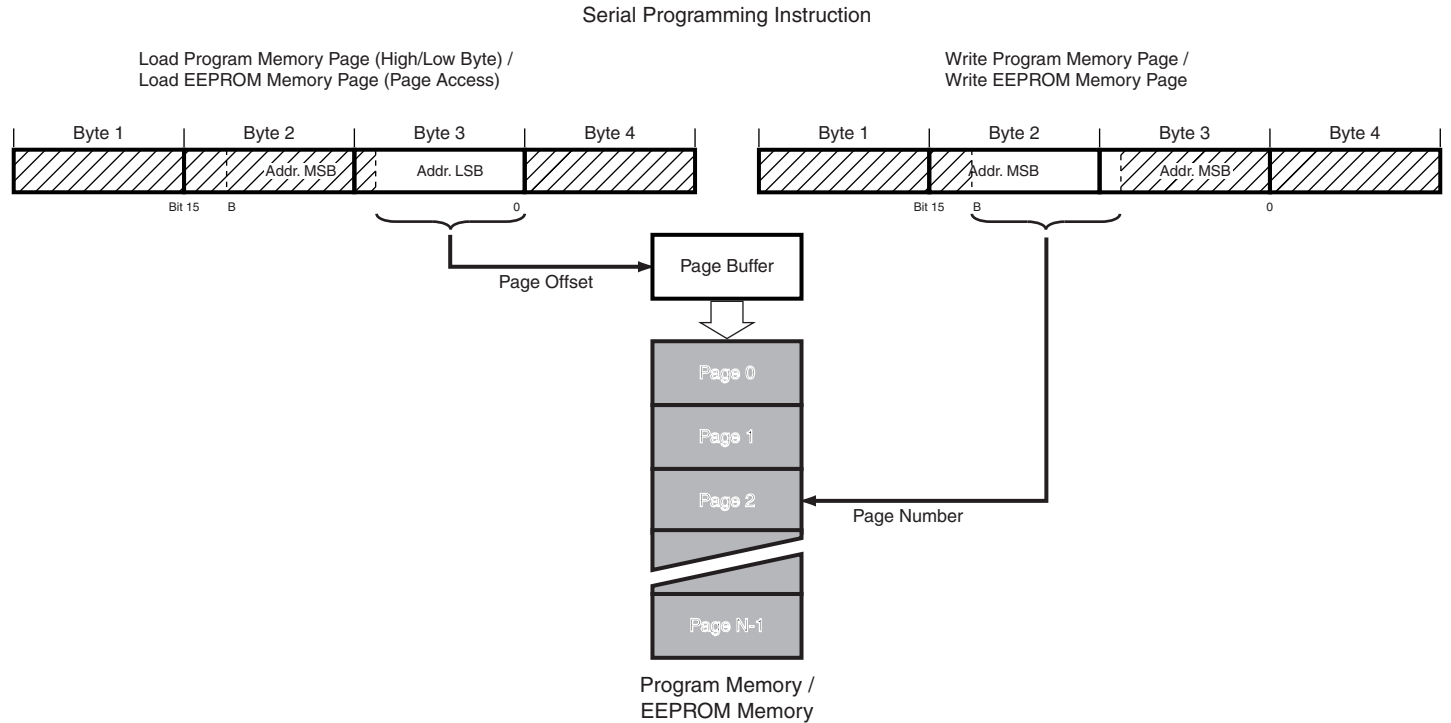 Serial Programming Instruction
Load Program Memory Page (High/Low Byte) /
Load EEPROM Memory Page (Page Access)
Write Program Memory Page /
Write EEPROM Memory Page
Byte 1 Byte 2 Byte 3 Byte 4
Byte 1 Byte 2 Byte 3 Byte 4
Addr. MSB Addr. LSB
Addr. MSB Addr. MSB
Bit 15 B 0
Bit 15 B 0
Page Buffer
Page Offset
Page 0
Page 1
Page 2
Page Number
Page N-1
Program Memory /
EEPROM Memory